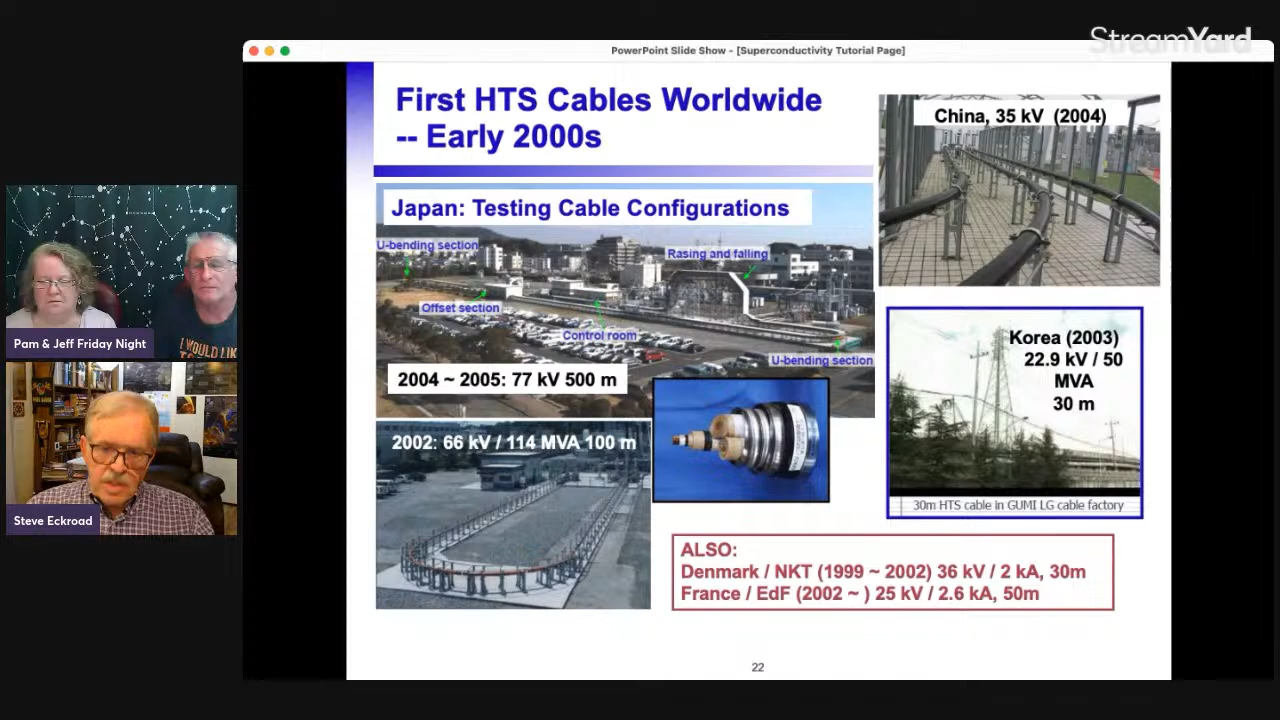 StreamYard
PowerPoint Slide Show - [Superconductivity Tutorial Page]
First HTS Cables Worldwide
-- Early 2000s
China, 35 kV (2004)
Japan: Testing Cable Configurations
U-bending section
Rasing and falling
Offset section
Control room
U-bending section
2004 ~ 2005: 77 kV 500 m
Korea (2003)
22.9 kV / 50
MVA
30 m
30m HTS cable in GUMI LG cable factory
2002: 66 kV / 114 MVA 100 m
ALSO:
Denmark / NKT (1999 ~ 2002) 36 kV / 2 kA, 30m
France / EdF (2002 ~ ) 25 kV / 2.6 kA, 50m
22
I WOULD LIK
Pam & Jeff Friday Night
Steve Eckroad